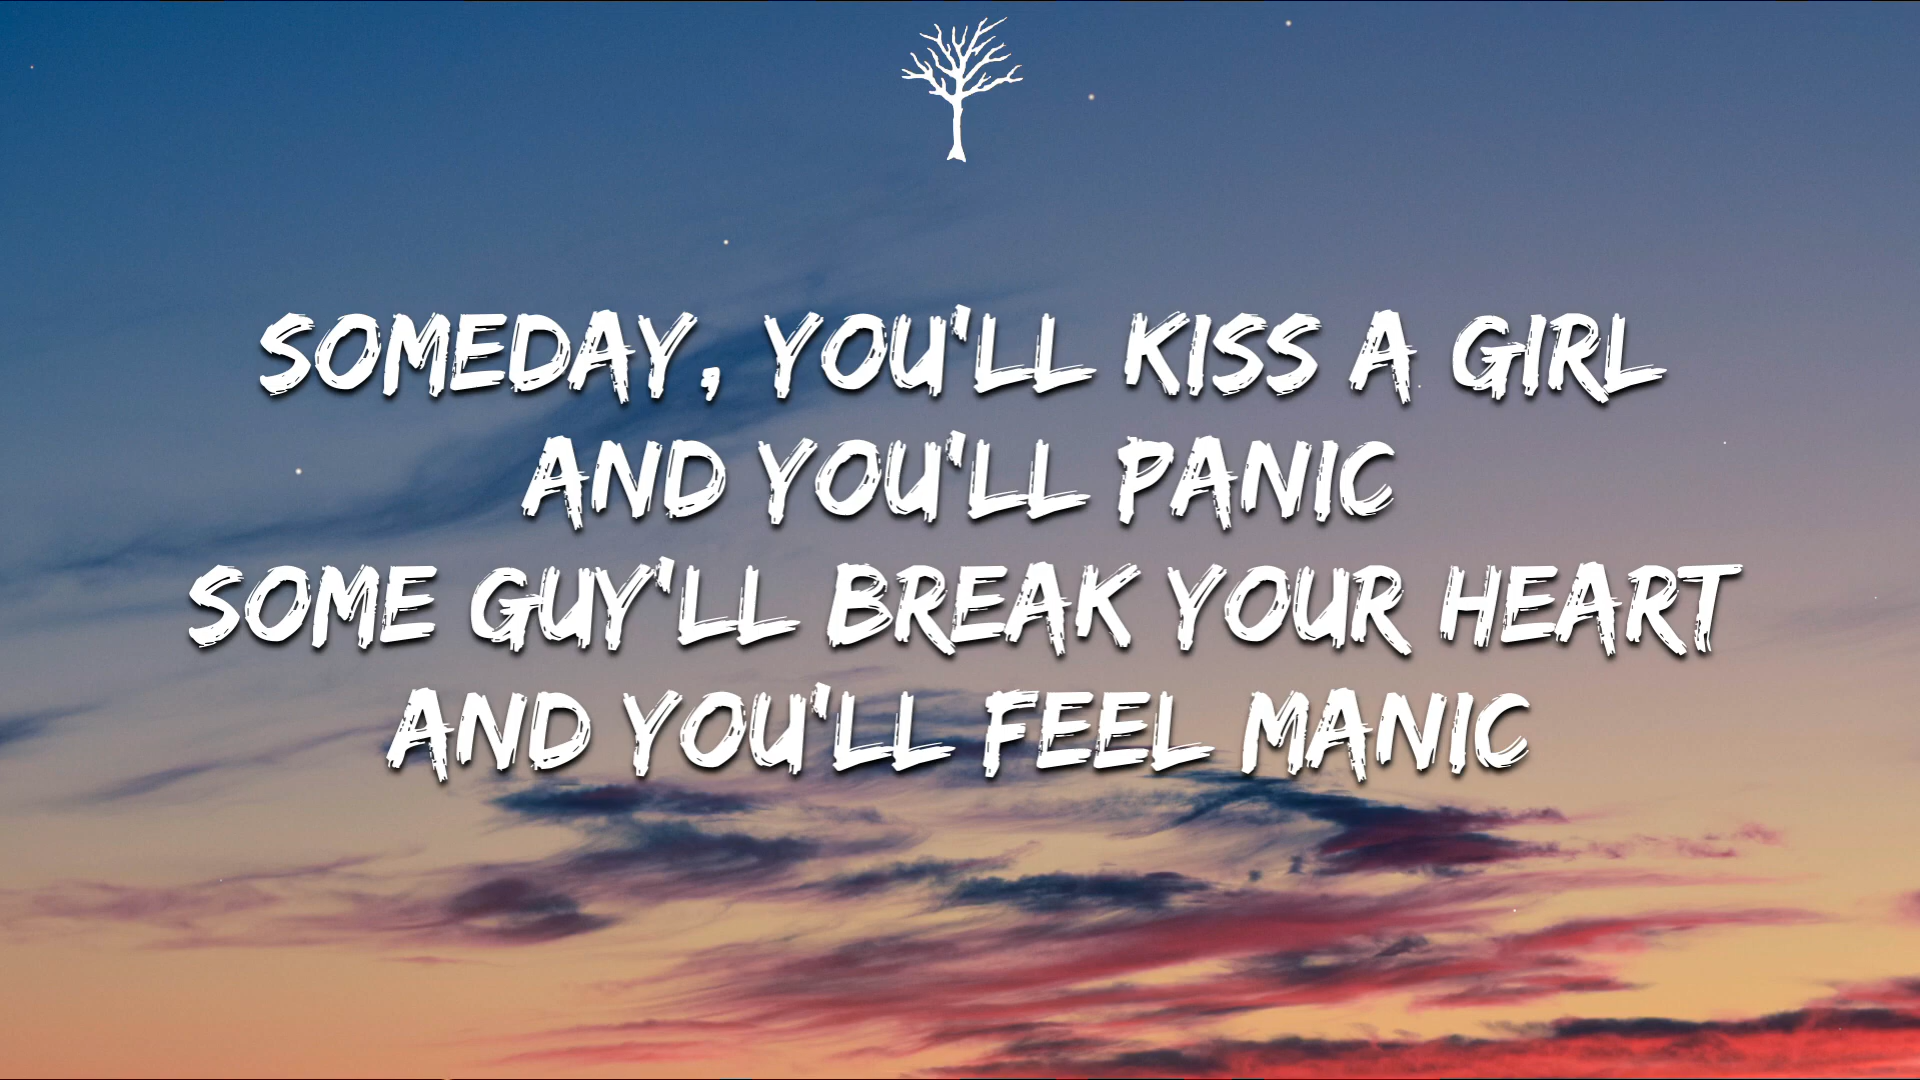 SOMEDAY, YOU'LL KISS A GIRL
AND YOU'LL PANIC
SOME GUY'LL BREAK YOUR HEART
AND YOU'LL FEEL MANIC